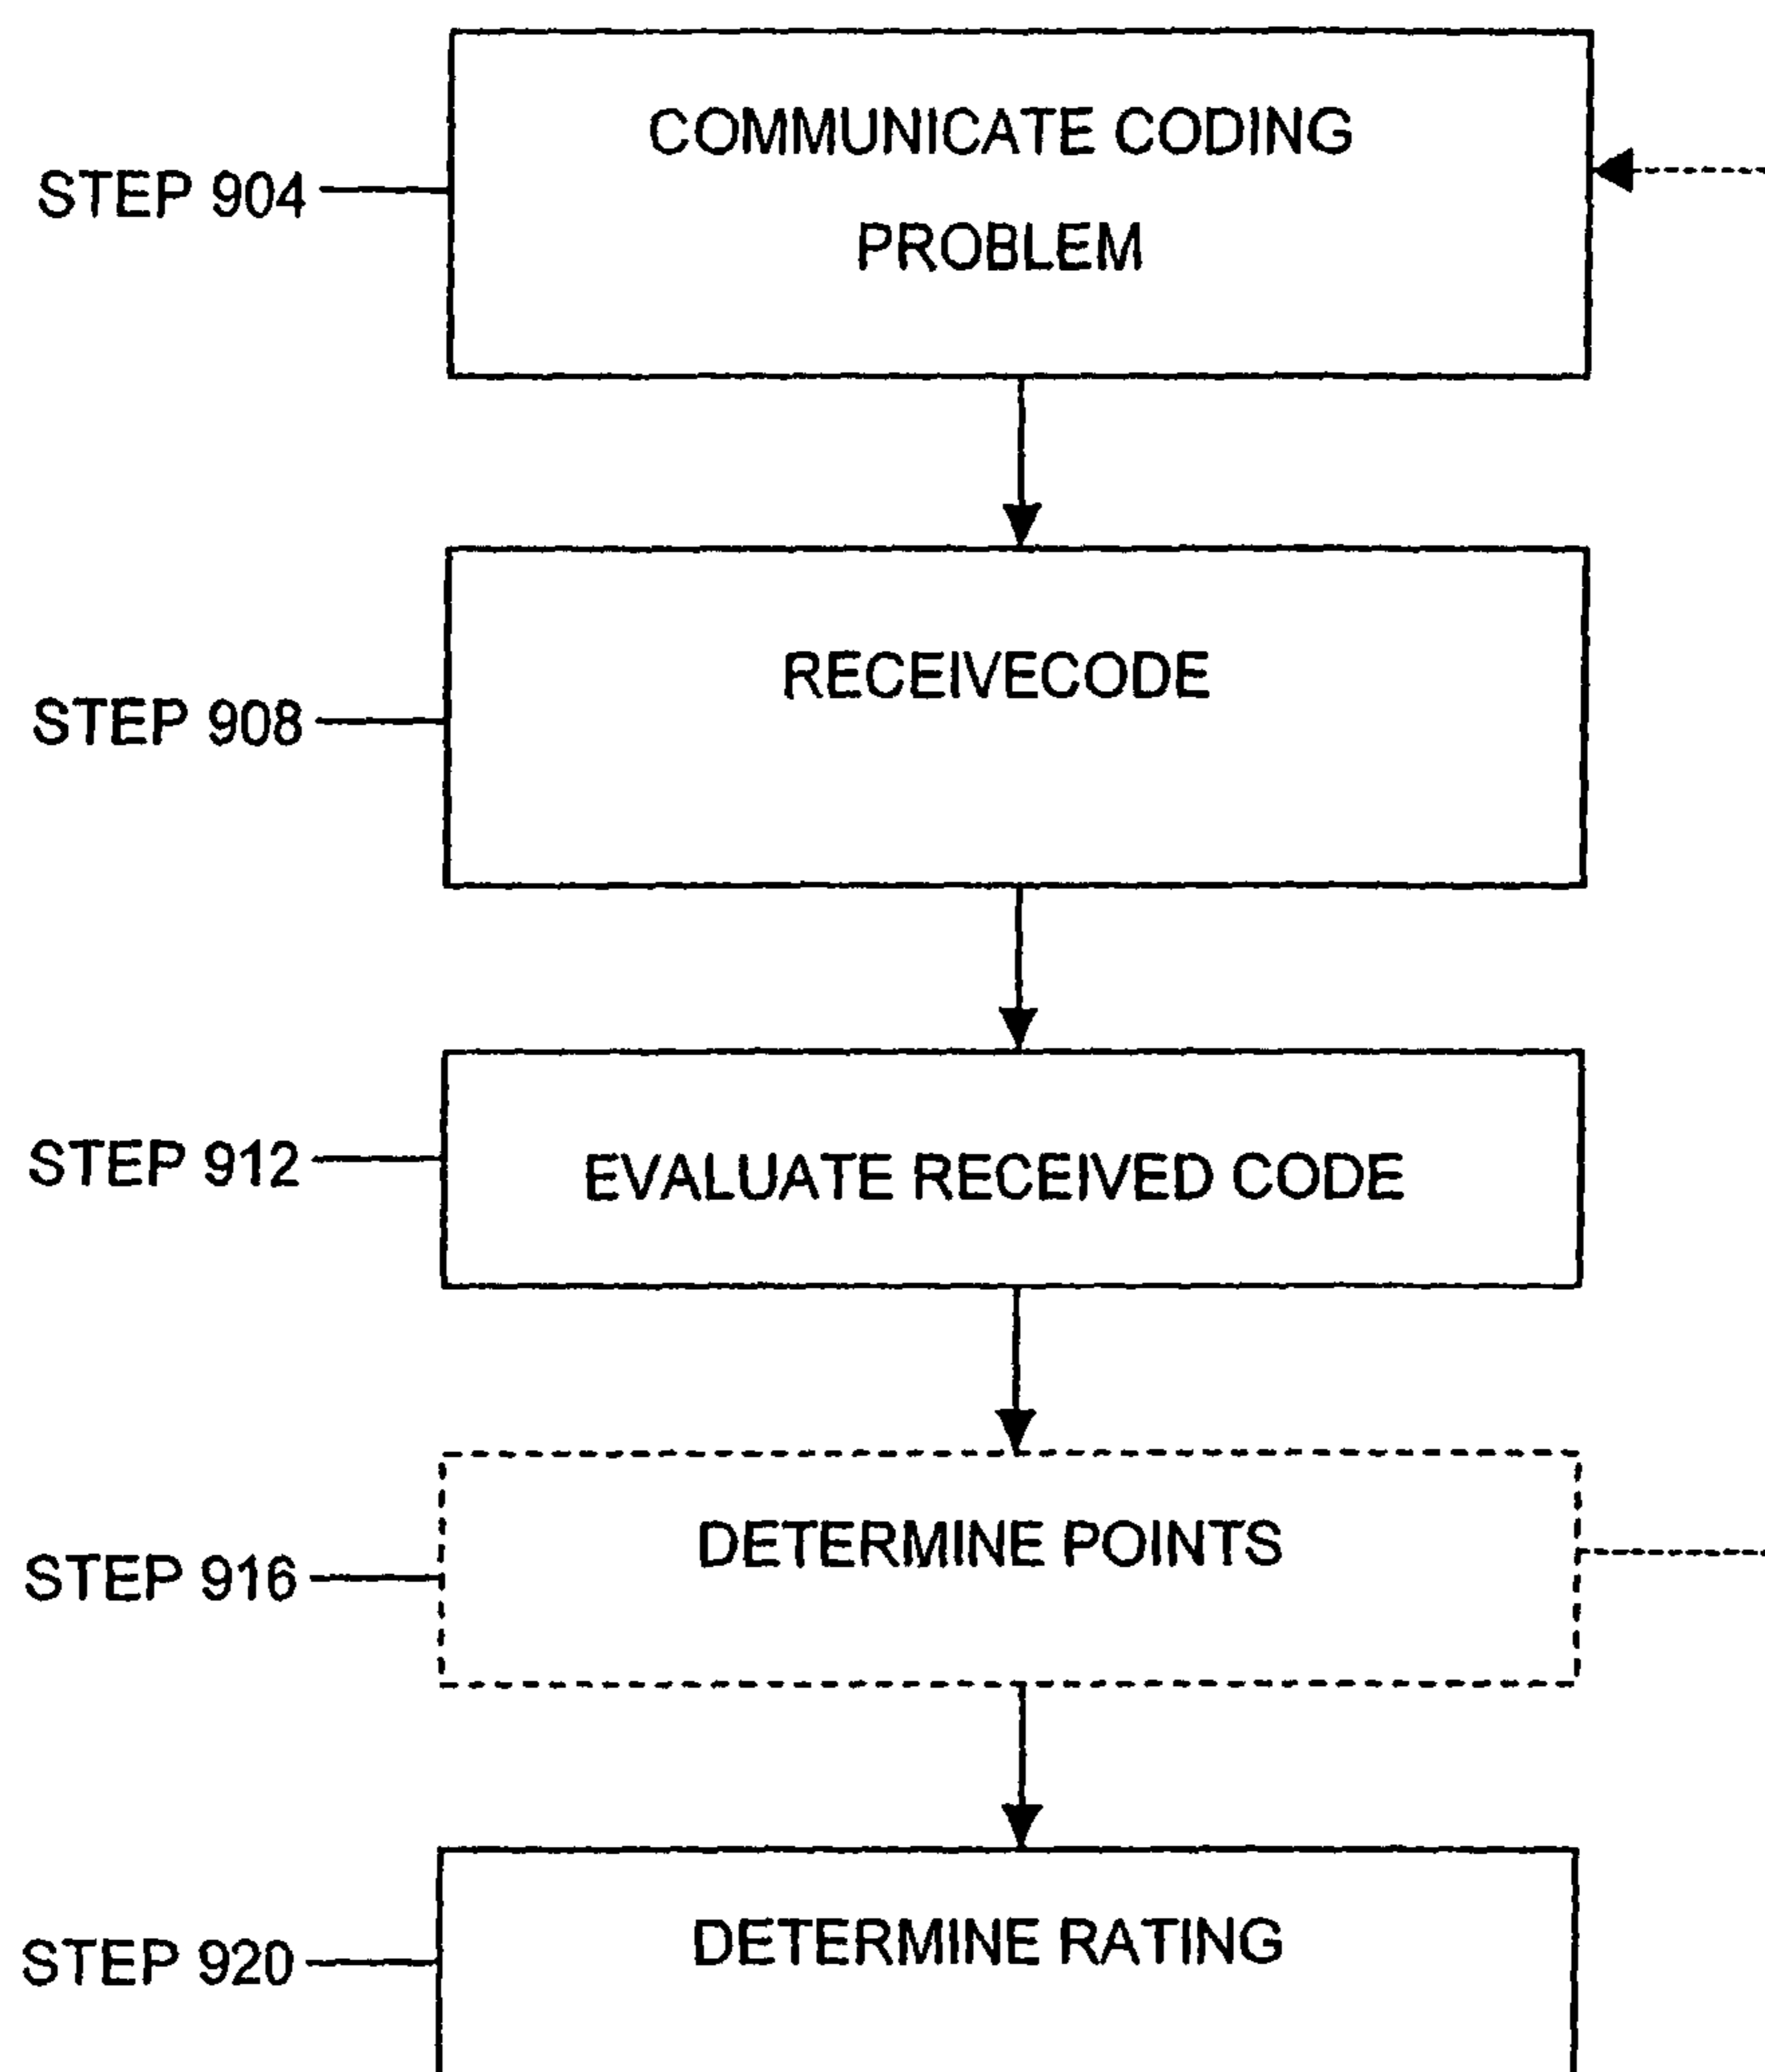 COMMUNICATE CODING
PROBLEM
STEP 904
RECEIVECODE
STEP 908
STEP 912
EVALUATE RECEIVED CODE
DETERMINE POINTS
STEP 916
DETERMINE RATING
STEP 920